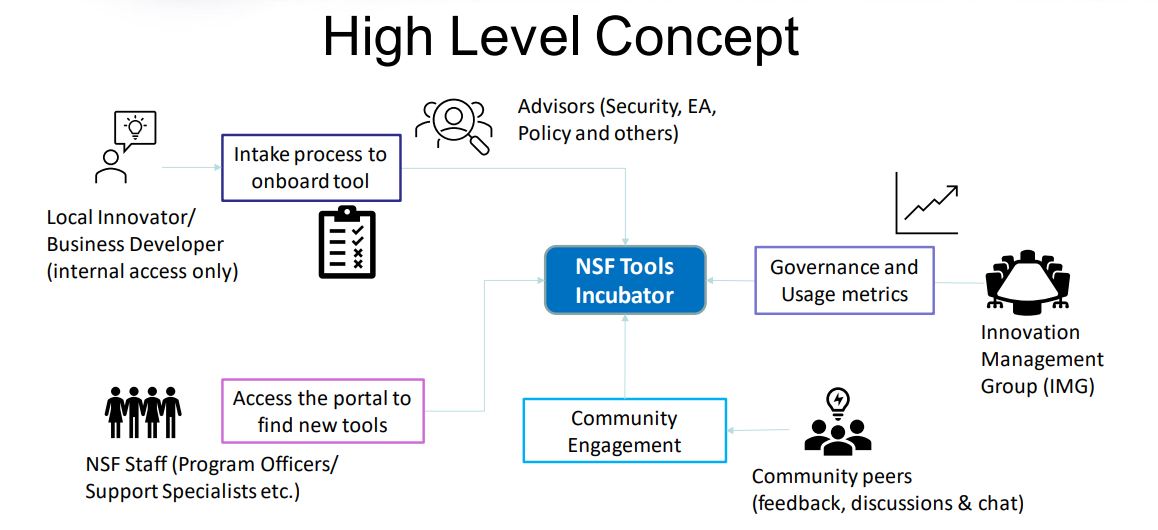 High Level Concept
Advisors (Security, EA,
Policy and others)
Intake process to
onboard tool
Local Innovator/
Business Developer
(internal access only)
NSF Tools
Incubator
Governance and
Usage metrics
Innovation
Management
Group (IMG)
Access the portal to
find new tools
NSF Staff (Program Officers/
Support Specialists etc.)
Community
Engagement
Community peers
(feedback, discussions & chat)